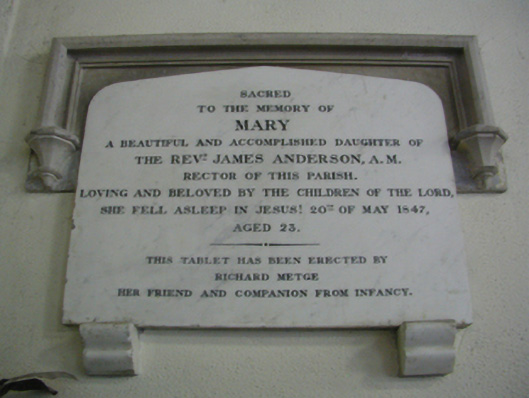 SACRED
TO THE MEMORY OF
MARY
A BEAUTIFUL AND ACCOMPLISHED DAUGHTER OF
THE REVD. JAMES ANDERSON, A.M.
RECTOR OF THIS PARISH.
LOVING AND BELOVED BY THE CHILDREN OF THE LORD,
SHE FELL ASLEEP IN JESUS! 20TH OF MAY 1847,
AGED 23.
THIS TABLET HAS BEEN ERECTED BY
RICHARD METGE
HER FRIEND AND COMPANION FROM INFANCY.